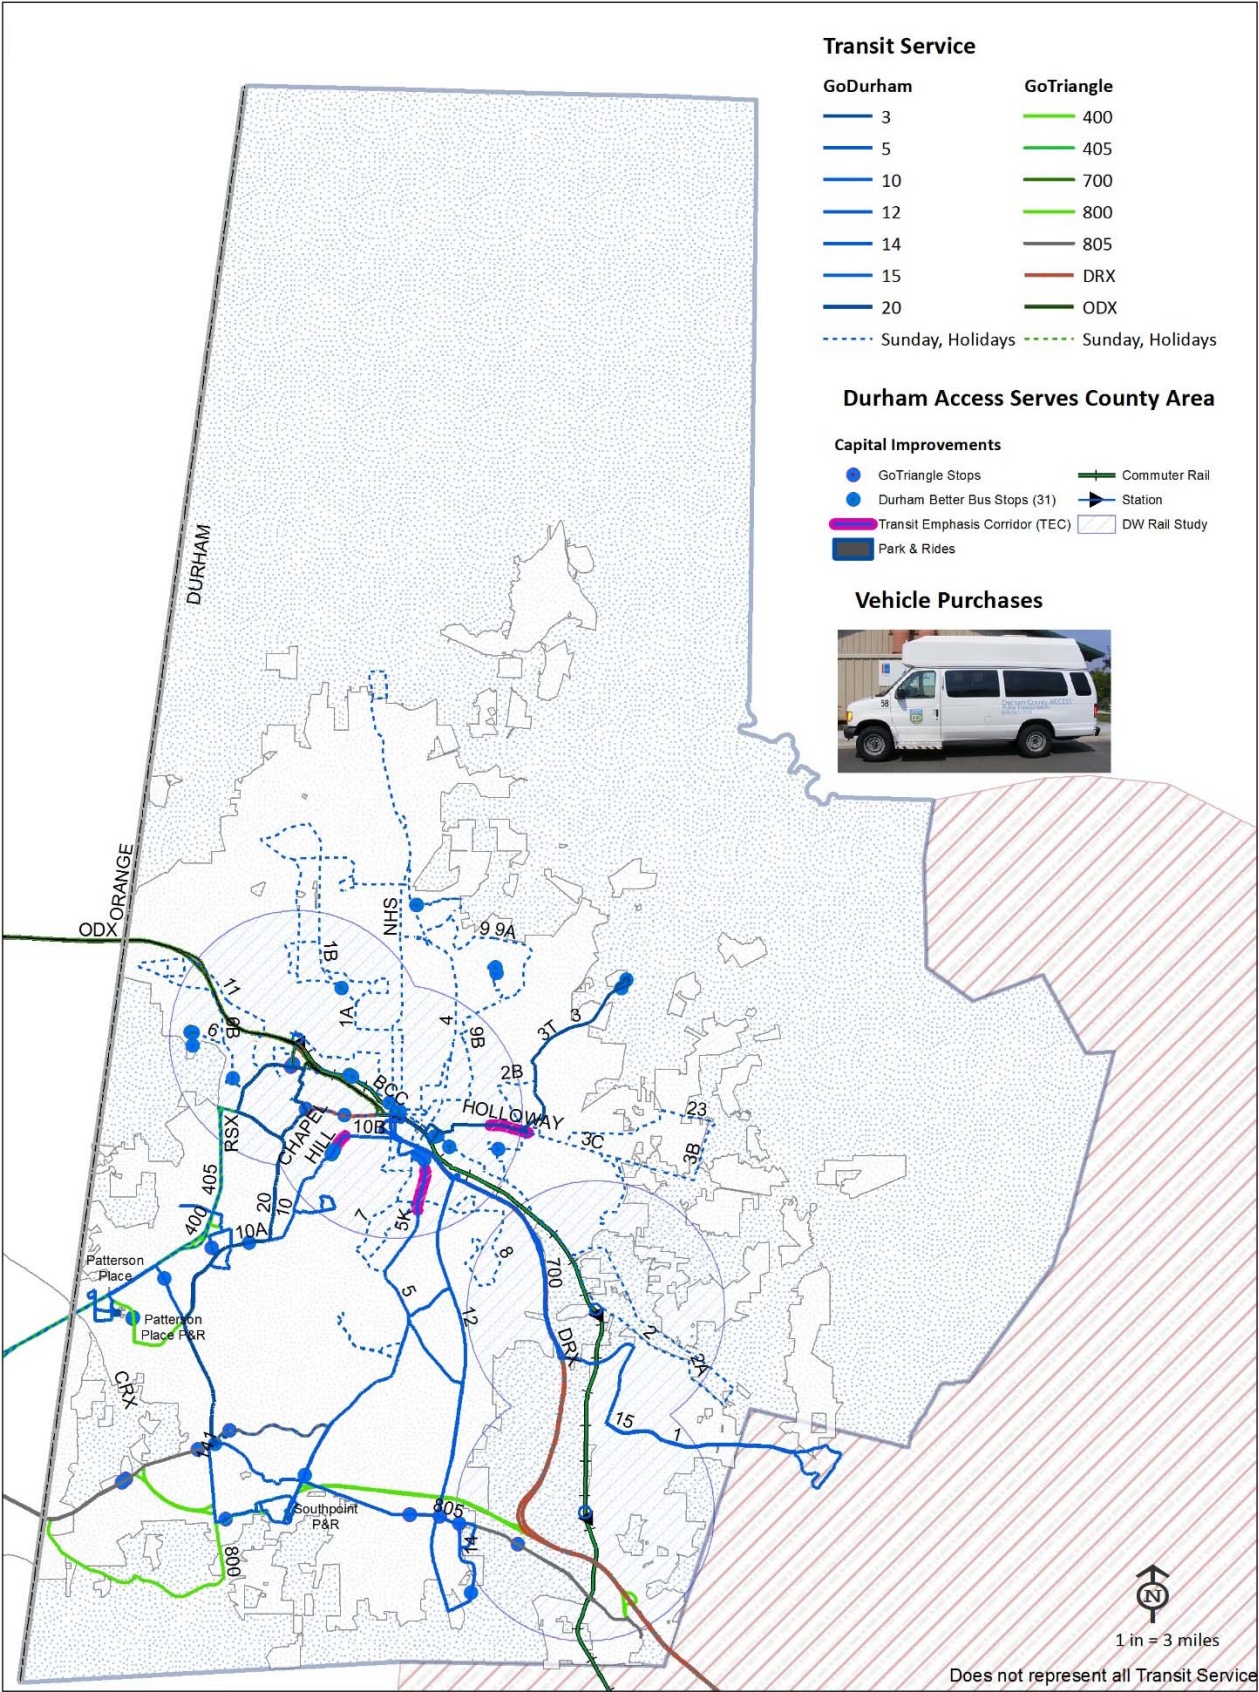 Transit Service
GoDurham
GoTriangle
3
400
5
405
10
700
12
800
14
805
15
DRX
20
ODX
Sunday, Holidays
Sunday, Holidays
Durham Access Serves County Area
Capital Improvements
GoTriangle Stops
Commuter Rail
Durham Better Bus Stops (31)
Station
Transit Emphasis Corridor (TEC)
DW Rail Study
Park & Rides
Vehicle Purchases
58
Durham County ACCESS
DURHAM
ORANGE
ODX
NHS
9 9A
1B
11
1A
4
9B
6
3
3T
2B
BCC
HOLLOWAY
23
3C
3B
10B
CHAPEL
HILL
RSX
405
20
10
400
10A
7
5K
8
700
Patterson
Place
Patterson
Place P&R
5
12
DRX
2
2A
CRX
15
1
805
Southpoint
P&R
14
800
N
1 in = 3 miles
Does not represent all Transit Service